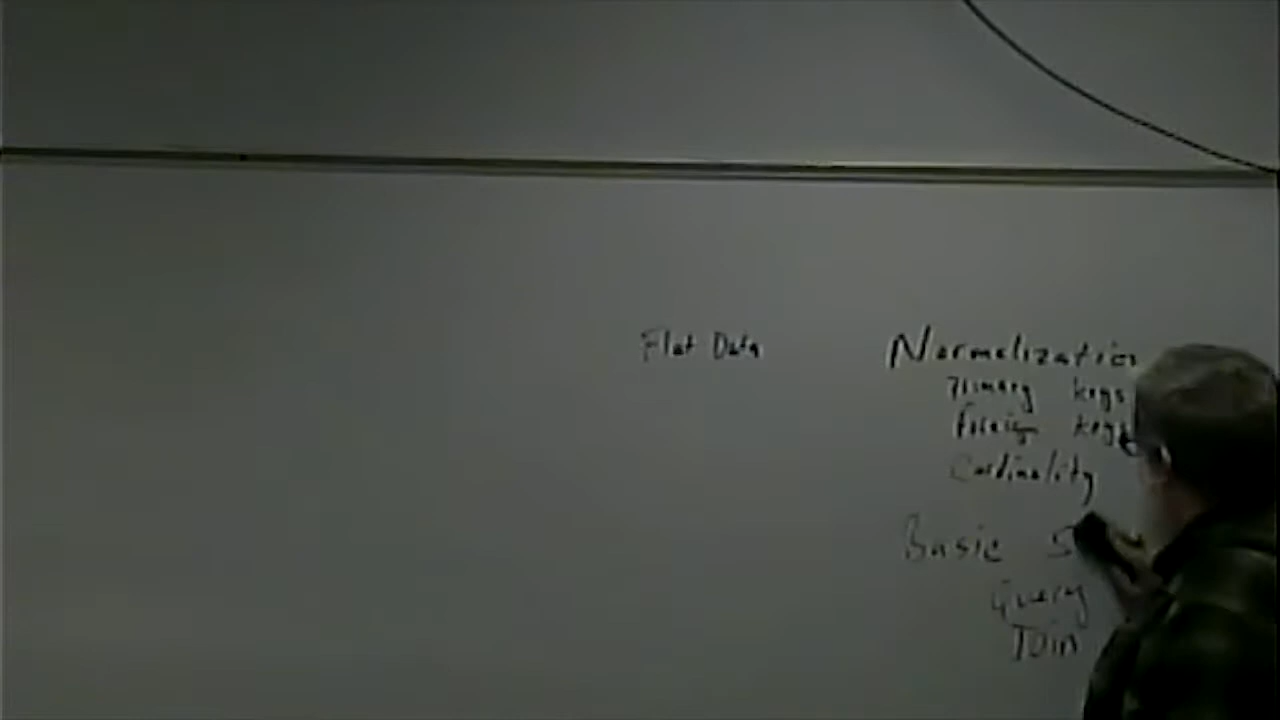 Flat Data
Normalization
Primary keys
Foreign keys
Cardinality
Basic S
Query
Join